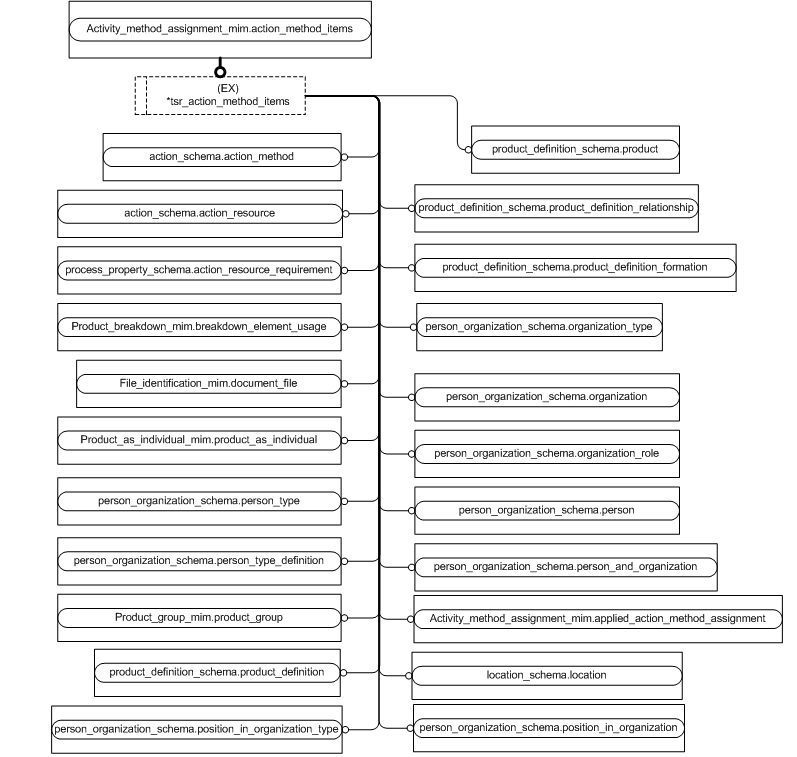 Activity_method_assignment_mim.action_method_items
(EX)
*tsr_action_method_items
action_schema.action_method
product_definition_schema.product
action_schema.action_resource
product_definition_schema.product_definition_relationship
process_property_schema.action_resource_requirement
product_definition_schema.product_definition_formation
Product_breakdown_mim.breakdown_element_usage
person_organization_schema.organization_type
File_identification_mim.document_file
person_organization_schema.organization
Product_as_individual_mim.product_as_individual
person_organization_schema.organization_role
person_organization_schema.person_type
person_organization_schema.person
person_organization_schema.person_type_definition
person_organization_schema.person_and_organization
Product_group_mim.product_group
Activity_method_assignment_mim.applied_action_method_assignment
product_definition_schema.product_definition
location_schema.location
person_organization_schema.position_in_organization_type
person_organization_schema.position_in_organization